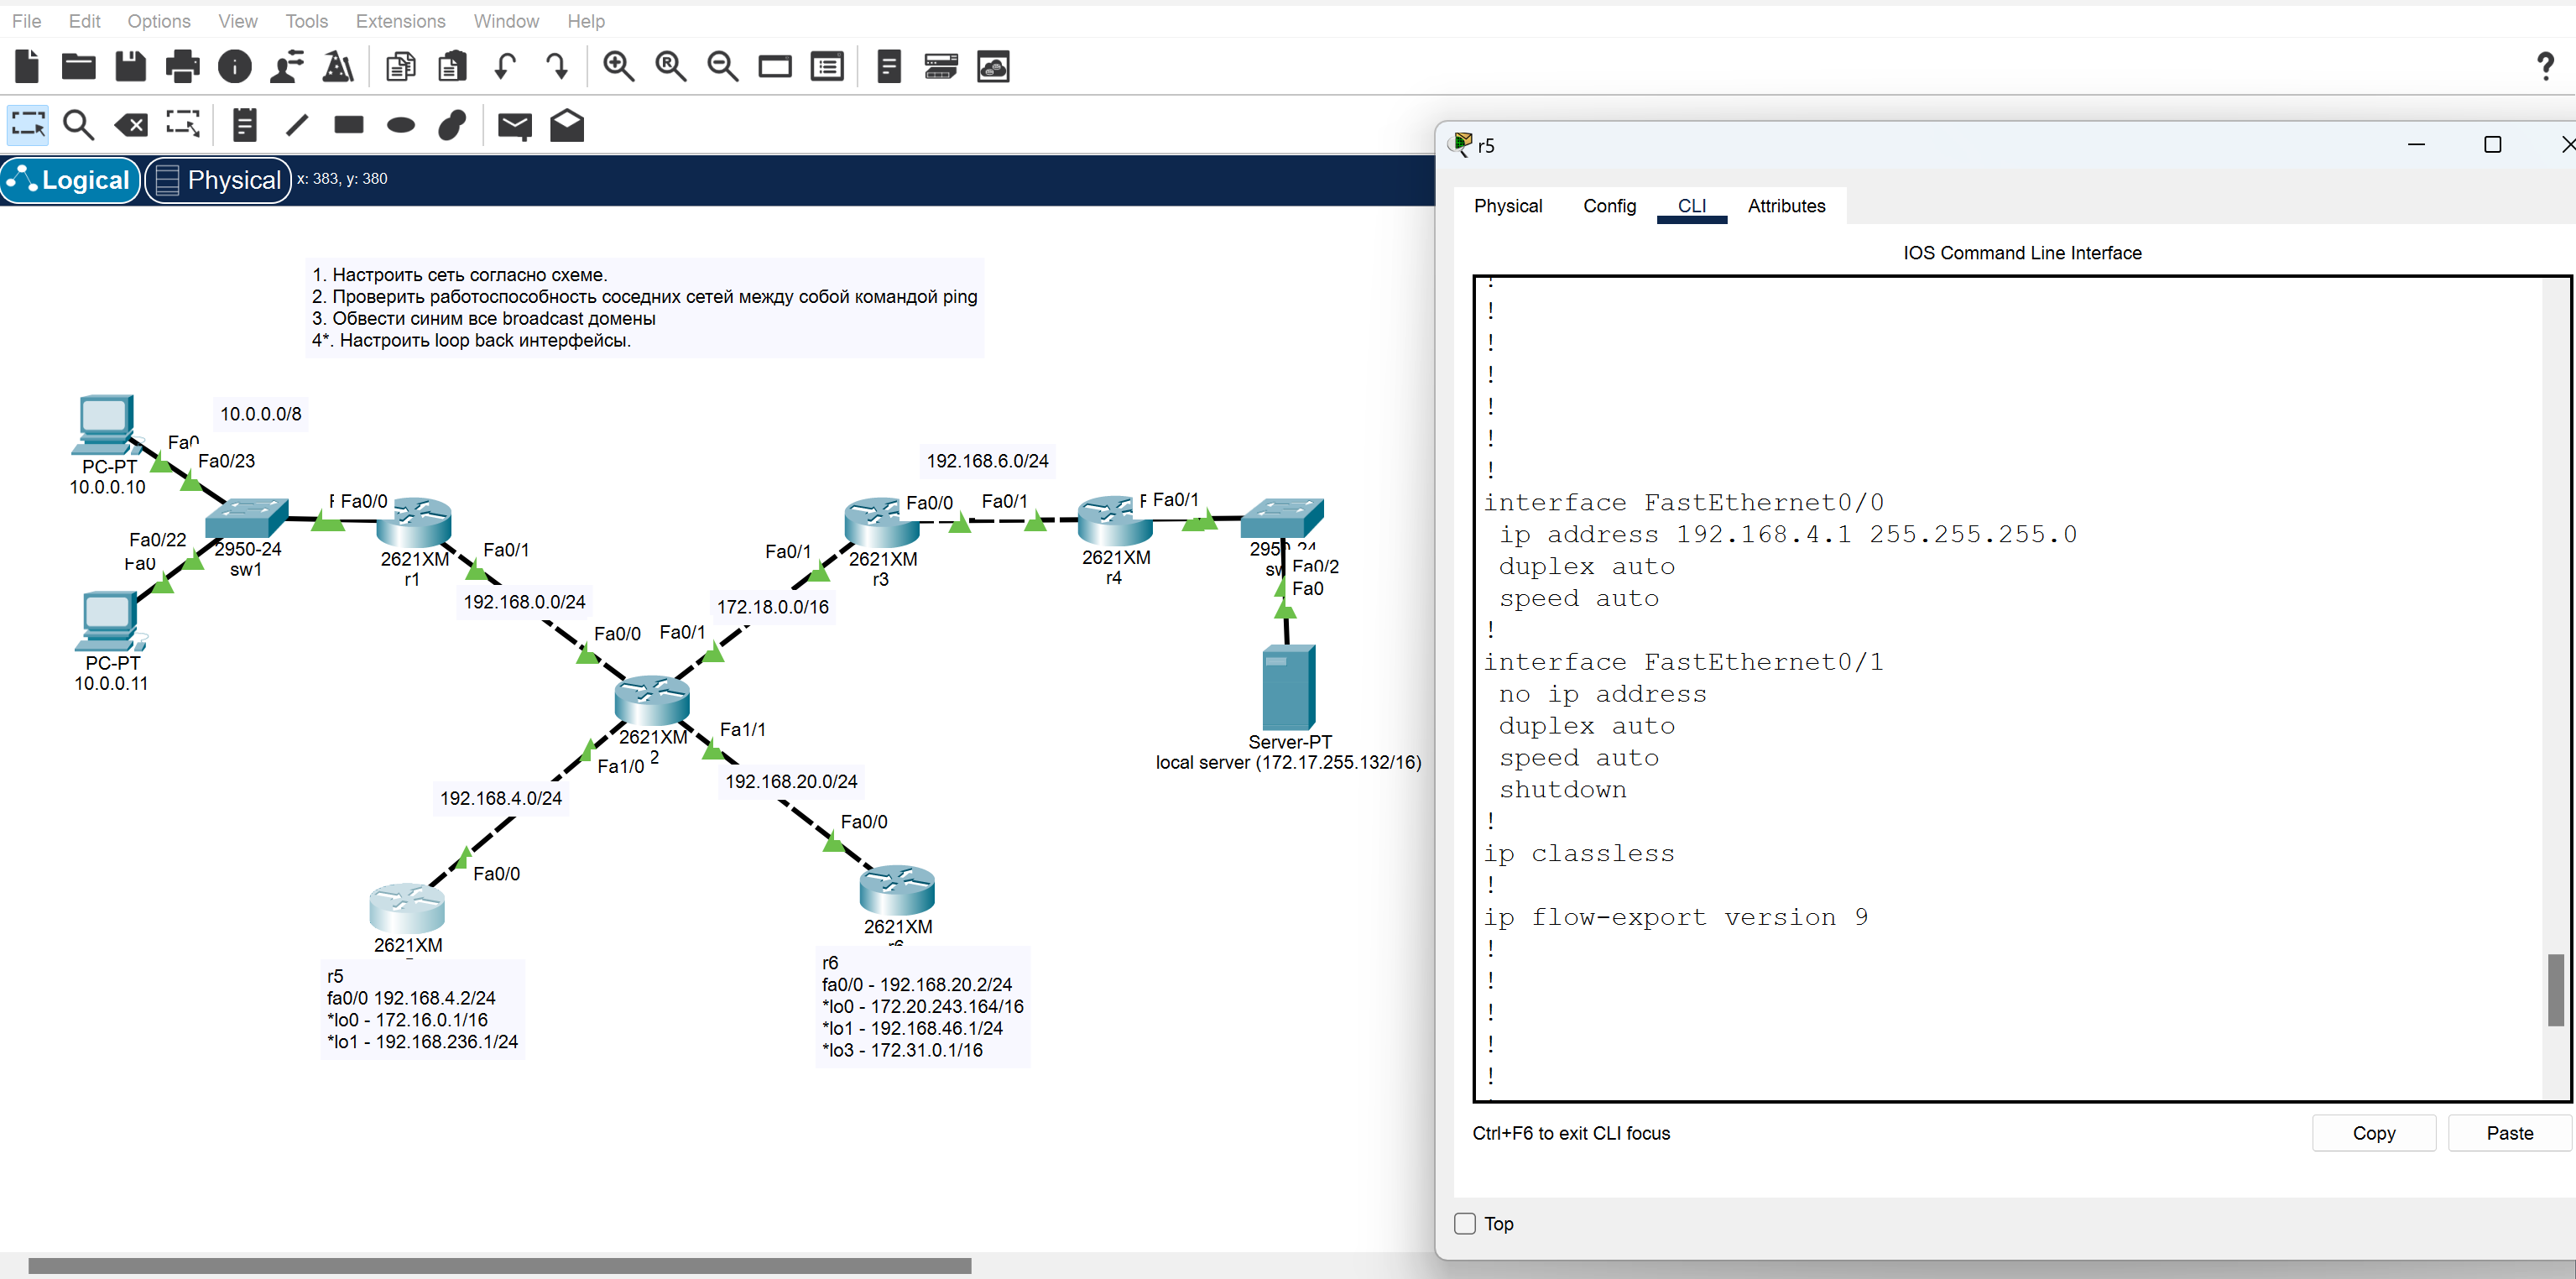 File Edit Options View Tools Extensions Window Help
Logical Physical x: 383, y: 380
1. Настроить сеть согласно схеме.
2. Проверить работоспособность соседних сетей между собой командой ping
3. Обвести синим все broadcast домены
4*. Настроить loop back интерфейсы.
10.0.0.0/8
Fa0
Fa0/23
PC-PT
10.0.0.10
Fa0/0
Fa0/22
Fa0
2950-24
sw1
2621XM
r1
Fa0/1
PC-PT
10.0.0.11
192.168.0.0/24
Fa0/0
192.168.6.0/24
Fa0/0
Fa0/1
Fa0/1
Fa0/1
2621XM
r3
2621XM
r4
2950-24
Fa0/2
Fa0
172.18.0.0/16
Fa0/1
Server-PT
local server (172.17.255.132/16)
2621XM
2
Fa1/1
Fa1/0
192.168.20.0/24
192.168.4.0/24
Fa0/0
Fa0/0
2621XM
r5
fa0/0 192.168.4.2/24
*lo0 - 172.16.0.1/16
*lo1 - 192.168.236.1/24
2621XM
r6
r6
fa0/0 - 192.168.20.2/24
*lo0 - 172.20.243.164/16
*lo1 - 192.168.46.1/24
*lo3 - 172.31.0.1/16
r5
Physical Config CLI Attributes
IOS Command Line Interface
!
!
!
!
!
!
!
interface FastEthernet0/0
ip address 192.168.4.1 255.255.255.0
duplex auto
speed auto
!
interface FastEthernet0/1
no ip address
duplex auto
speed auto
shutdown
!
ip classless
!
ip flow-export version 9
!
!
!
!
!
Ctrl+F6 to exit CLI focus
Copy
Paste
Top